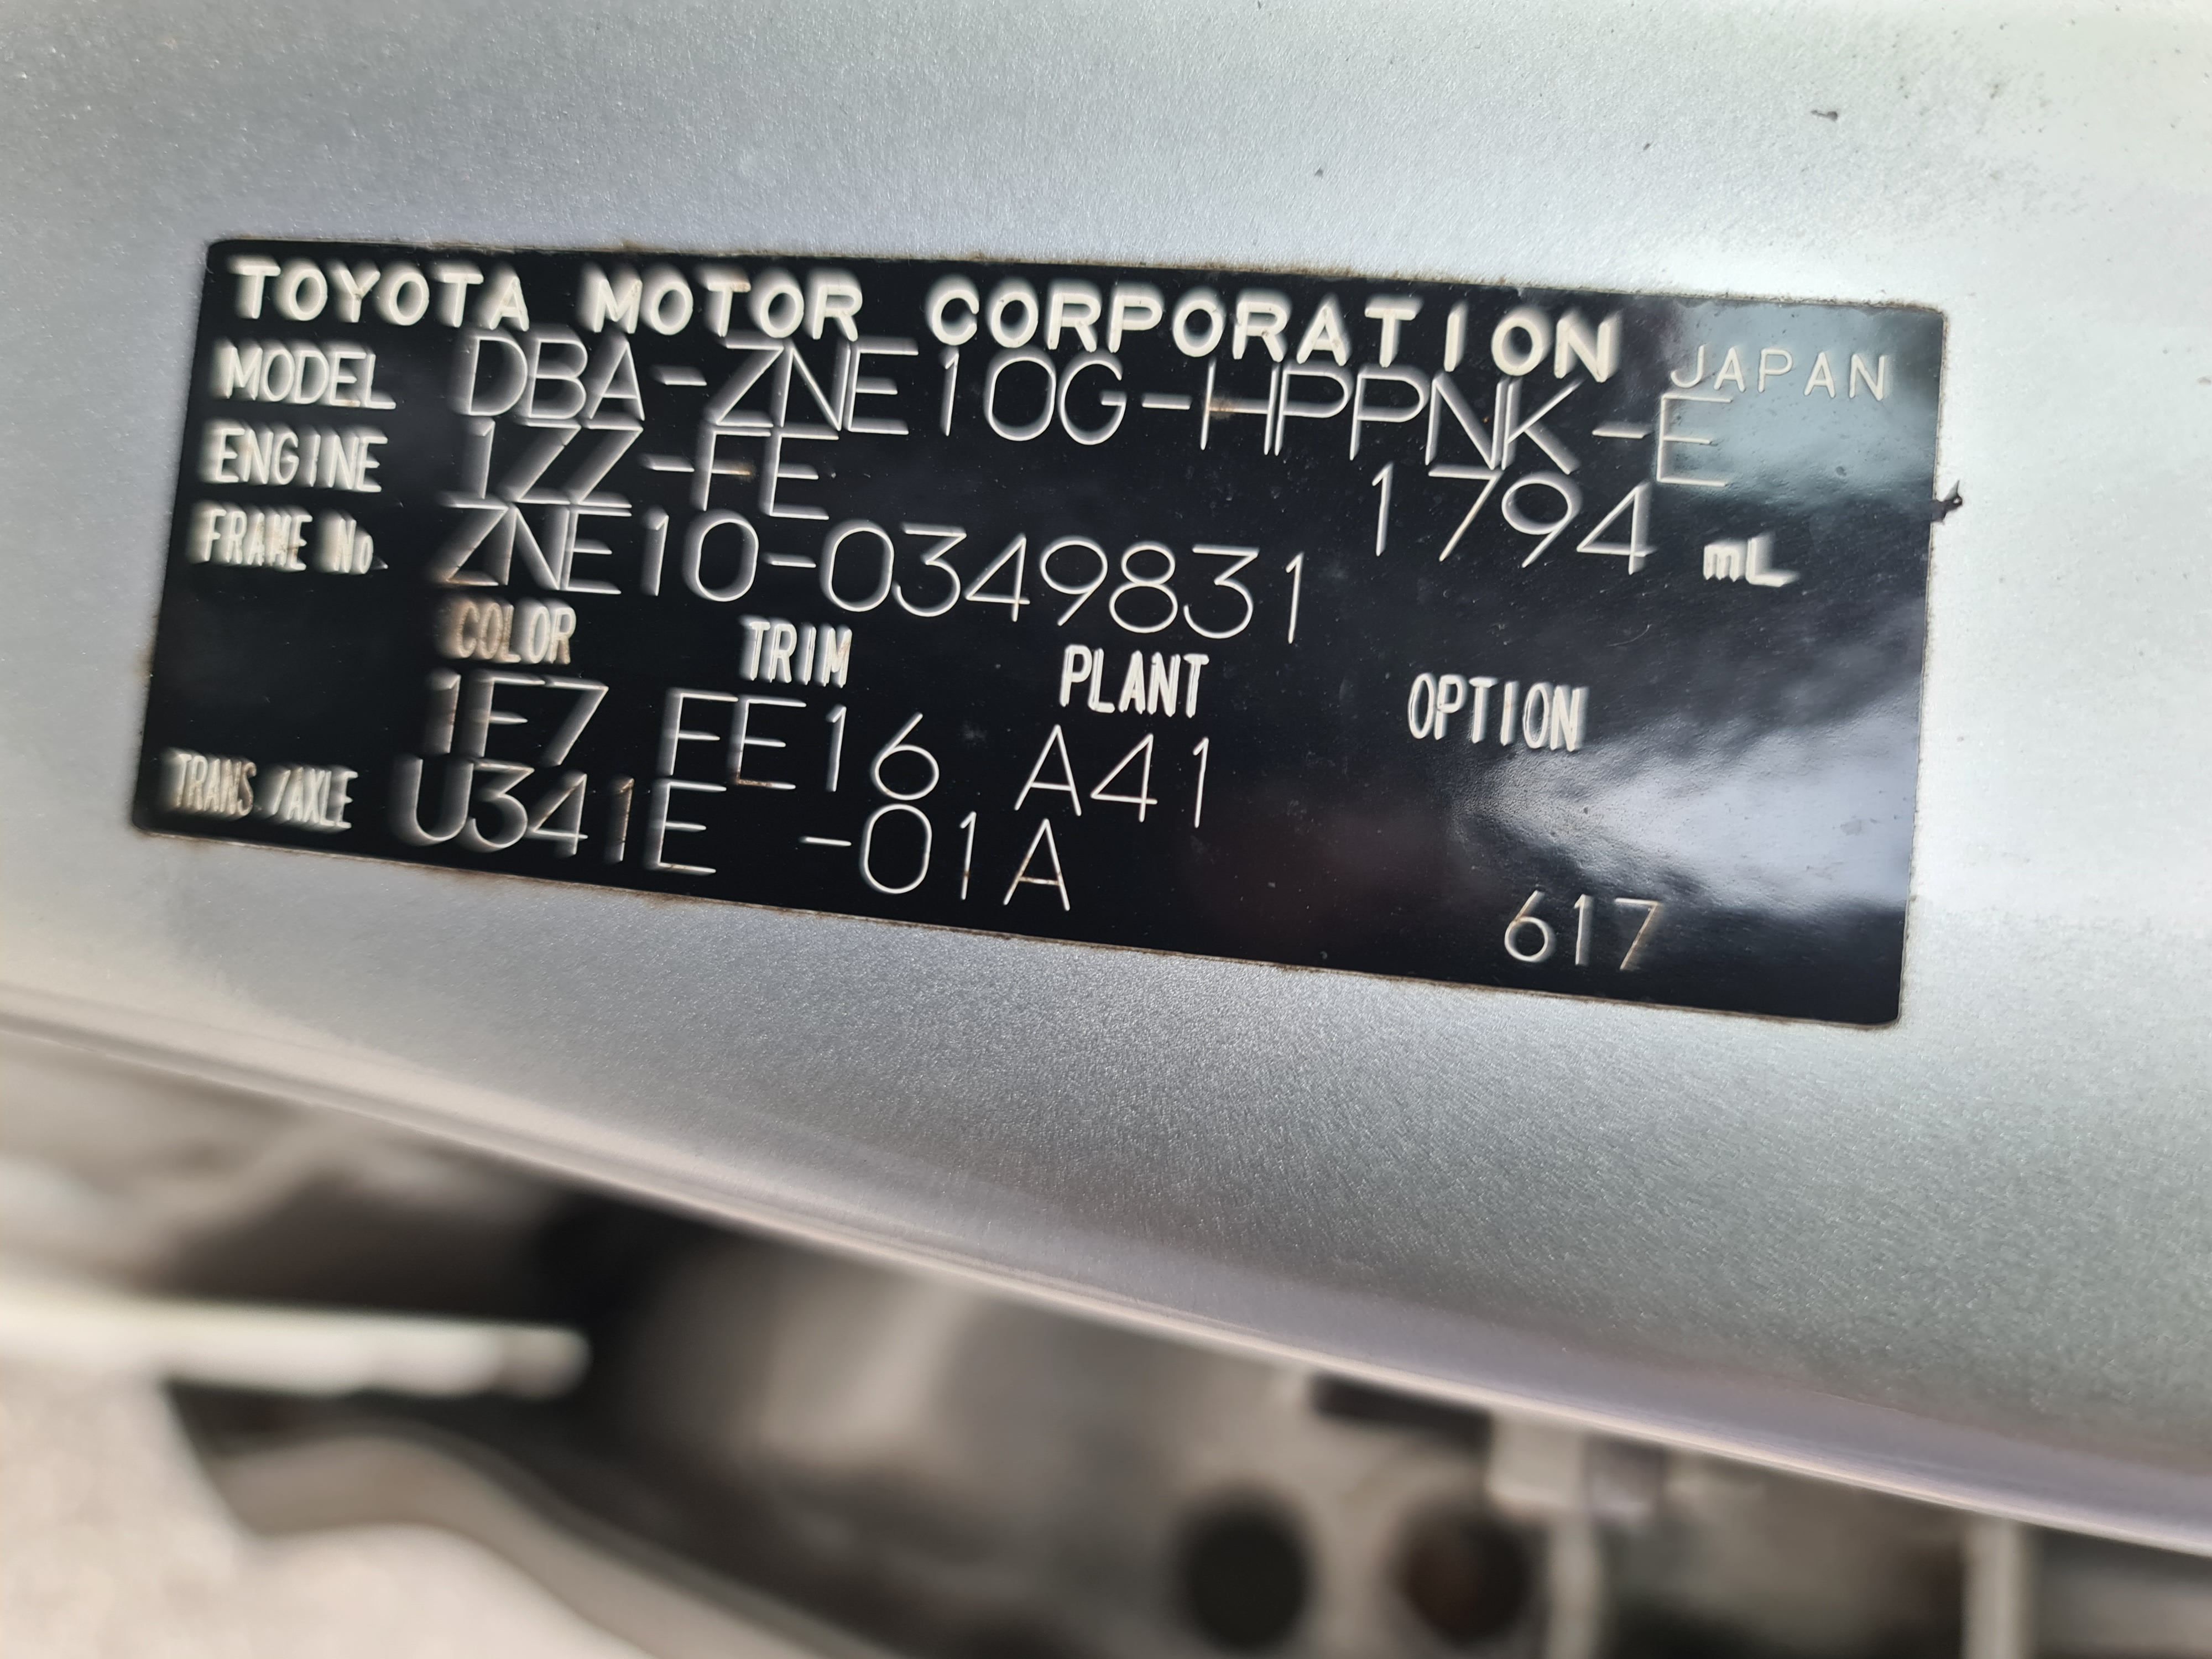 TOYOTA MOTOR CORPORATION JAPAN
MODEL DBA-ZNE10G-HPPNK-E
ENGINE 1ZZ-FE 1794 mL
FRAME No. ZNE10-0349831
COLOR TRIM PLANT OPTION
1F7 FE16 A41
TRANS/AXLE U341E -01A
617